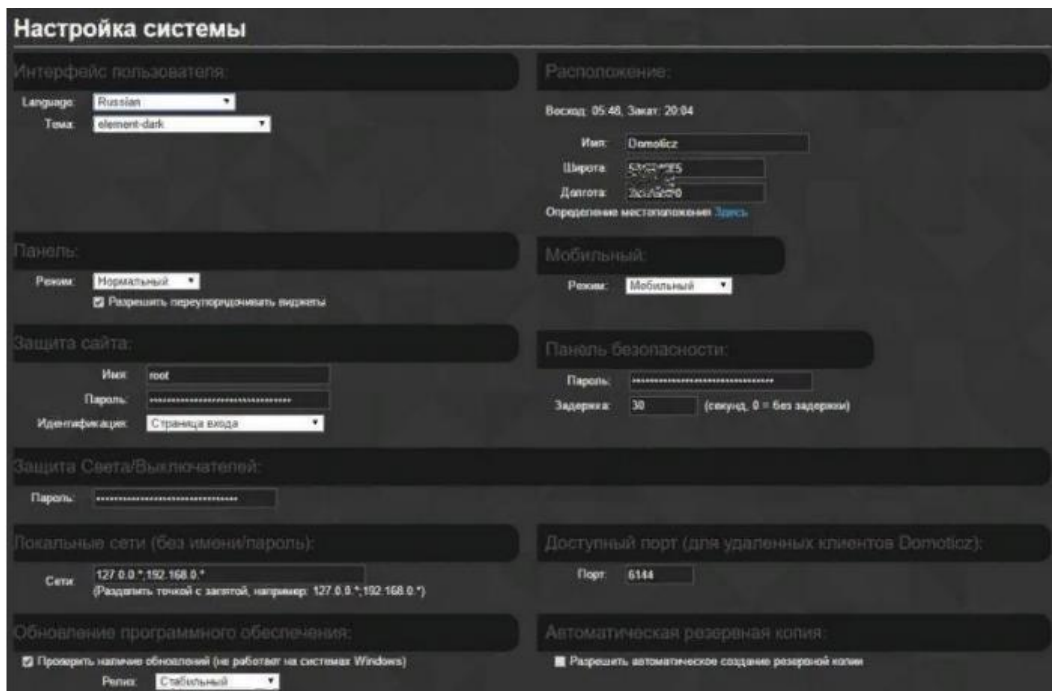 Настройка системы
Интерфейс пользователя:
Language: Russian
Тема: element-dark
Расположение:
Восход: 05:48, Закат: 20:04
Имя: Domoticz
Широта:
Долгота:
Определение местоположения Здесь
Панель:
Режим: Нормальный
Разрешить переупорядочивать виджеты
Мобильный:
Режим: Мобильный
Защита сайта:
Имя: root
Пароль:
Идентификация: Страница входа
Панель безопасности:
Пароль:
Задержка: 30 (секунд, 0 = без задержки)
Защита Света/Выключателей:
Пароль:
Локальные сети (без имени/пароль):
Сети: 127.0.0.*;192.168.0.*
(Разделить точкой с запятой, например: 127.0.0.*;192.168.0.*)
Доступный порт (для удаленных клиентов Domoticz):
Порт: 6144
Обновление программного обеспечения:
Проверить наличие обновлений (не работает на системах Windows)
Релиз: Стабильный
Автоматическая резервная копия:
Разрешить автоматическое создание резервной копии